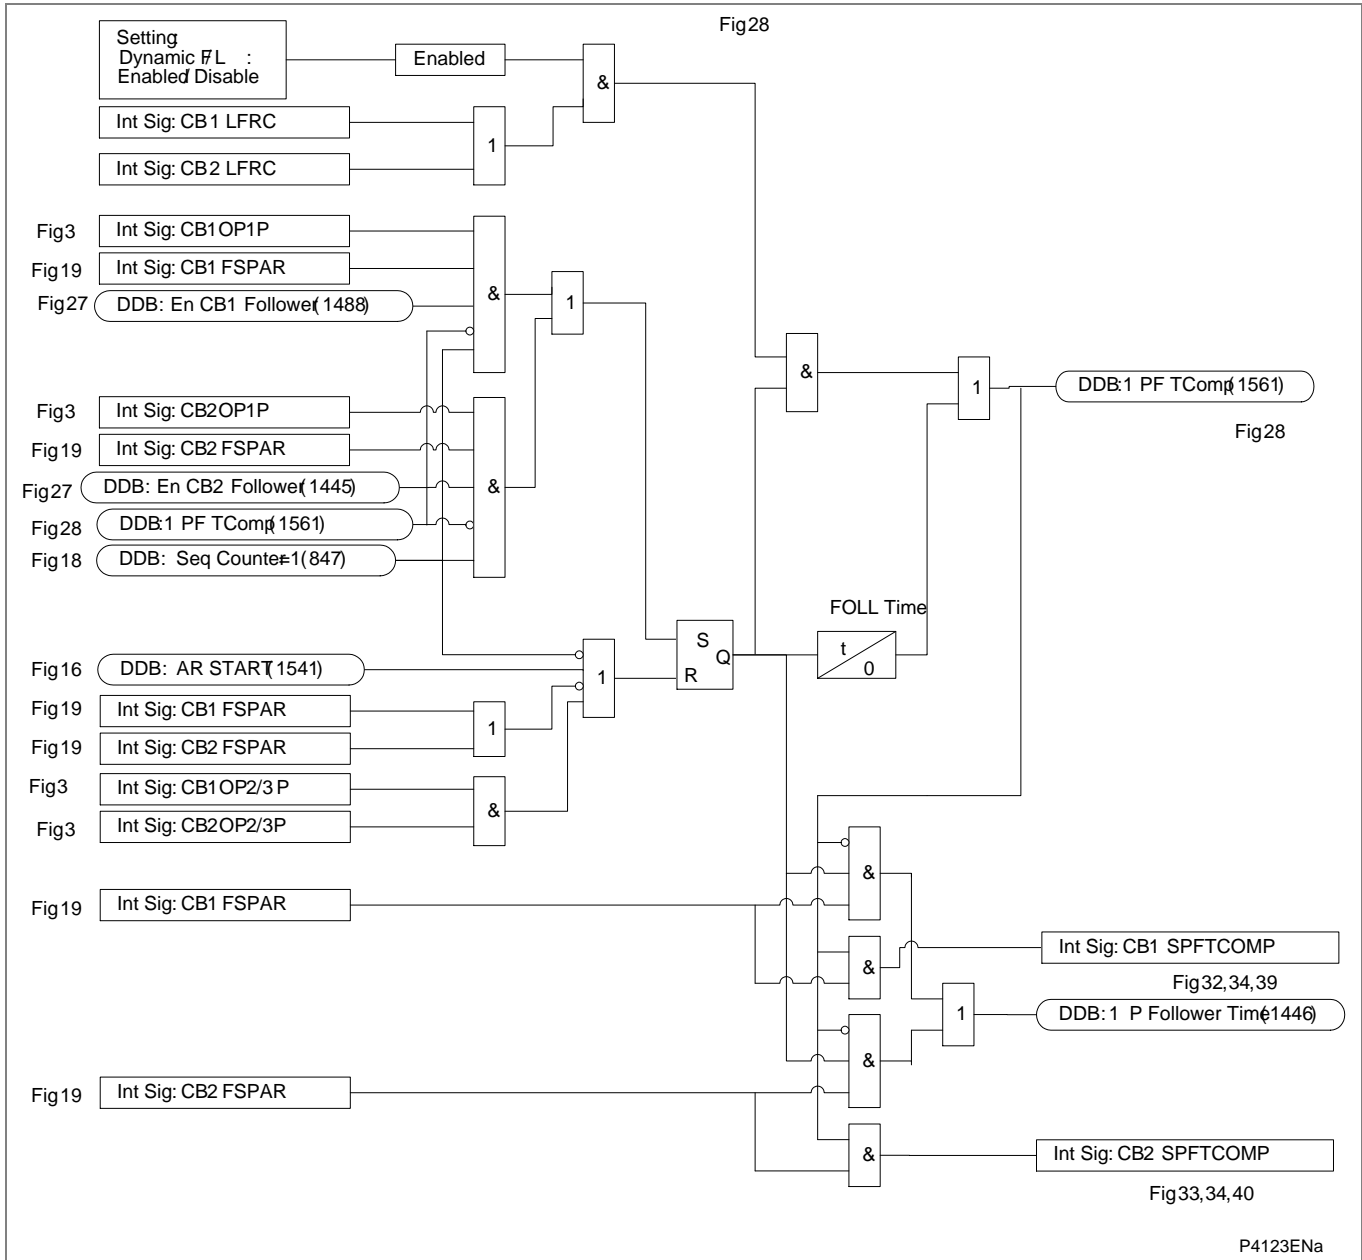 Fig28
Setting:
Dynamic F/L :
Enabled/Disable
Enabled
&
Int Sig: CB1 LFRC
1
Int Sig: CB2 LFRC
Fig3
Int Sig: CB1OP1P
Fig19
Int Sig: CB1 FSPAR
Fig27
DDB: En CB1 Follower(1488)
&
1
&
1
DDB:1 PF TComp(1561)
Fig28
Fig3
Int Sig: CB2OP1P
Fig19
Int Sig: CB2 FSPAR
Fig27
DDB: En CB2 Follower(1445)
&
Fig28
DDB:1 PF TComp(1561)
Fig18
DDB: Seq Counter=1(847)
FOLL Time
t
0
S
Q
R
Fig16
DDB: AR START(1541)
1
Fig19
Int Sig: CB1 FSPAR
1
Fig19
Int Sig: CB2 FSPAR
Fig3
Int Sig: CB1OP2/3P
&
Fig3
Int Sig: CB2OP2/3P
&
Fig19
Int Sig: CB1 FSPAR
&
Int Sig: CB1 SPFTCOMP
Fig32,34,39
1
DDB:1 P Follower Time(1446)
&
Fig19
Int Sig: CB2 FSPAR
&
Int Sig: CB2 SPFTCOMP
Fig33,34,40
P4123ENa